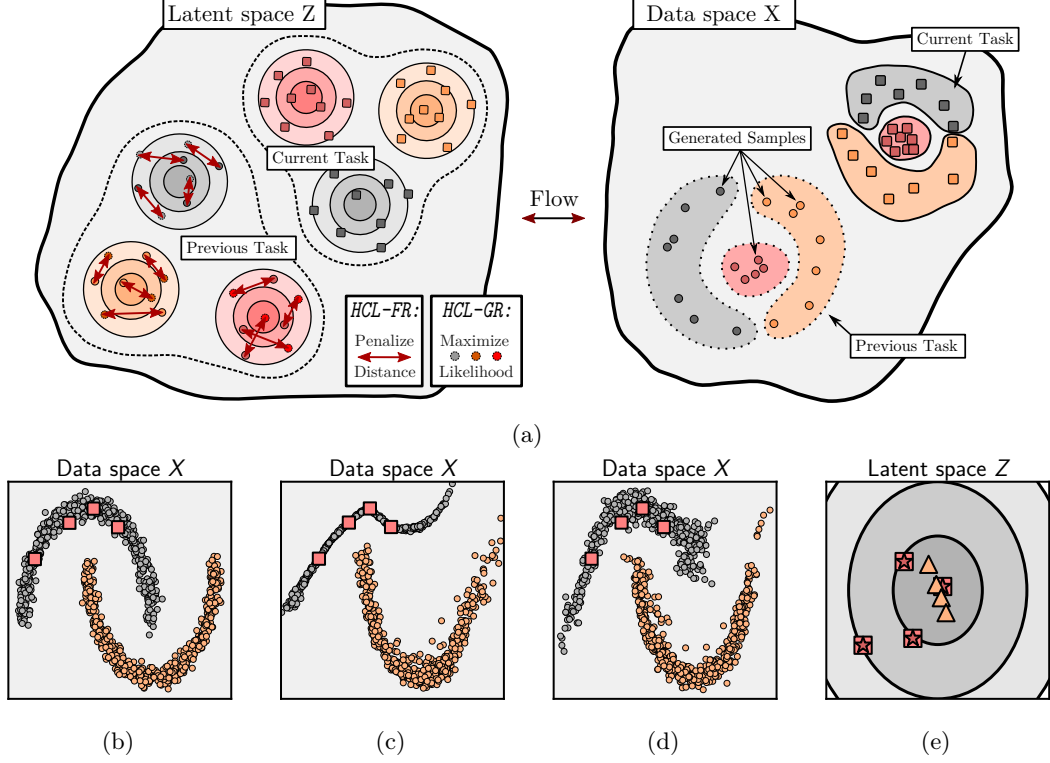 Latent space Z
Data space X
Current Task
Generated Samples
Current Task
Flow
Previous Task
HCL-FR:
Penalize
Distance
HCL-GR:
Maximize
Likelihood
Previous Task
(a)
Data space X
Data space X
Data space X
Latent space Z
(b)
(c)
(d)
(e)